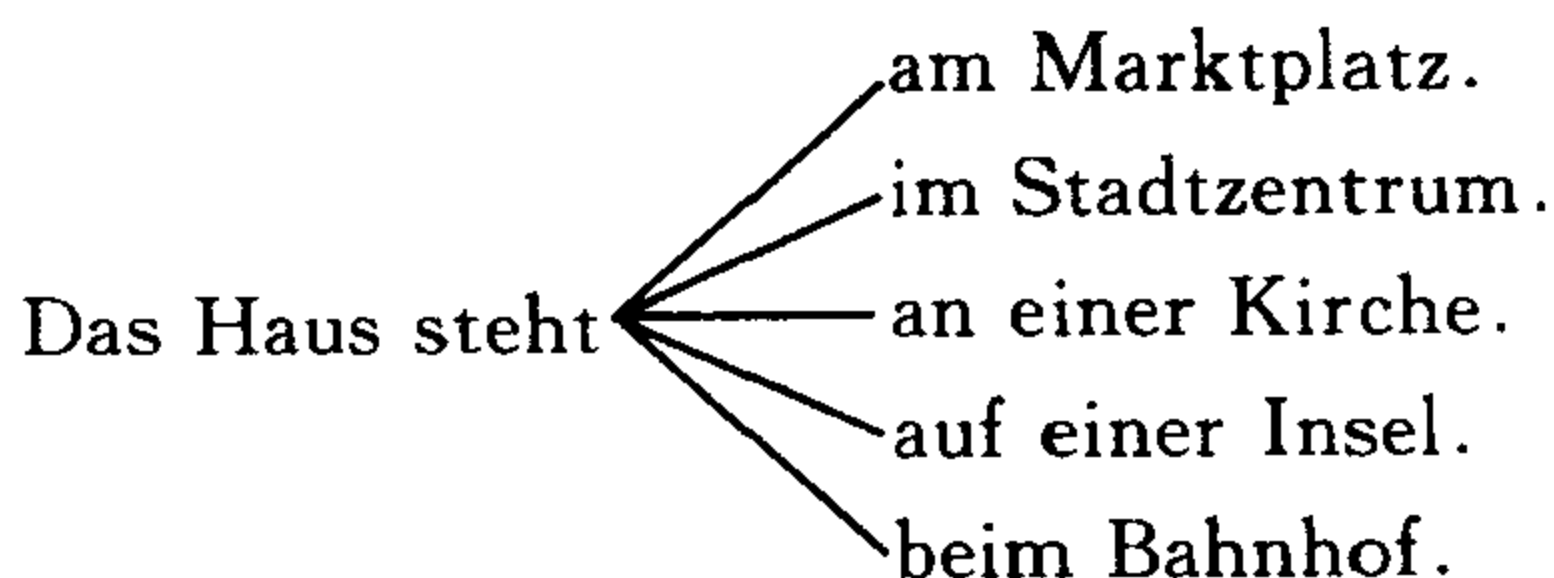 am Marktplatz.
im Stadtzentrum.
Das Haus steht
an einer Kirche.
auf einer Insel.
beim Bahnhof.